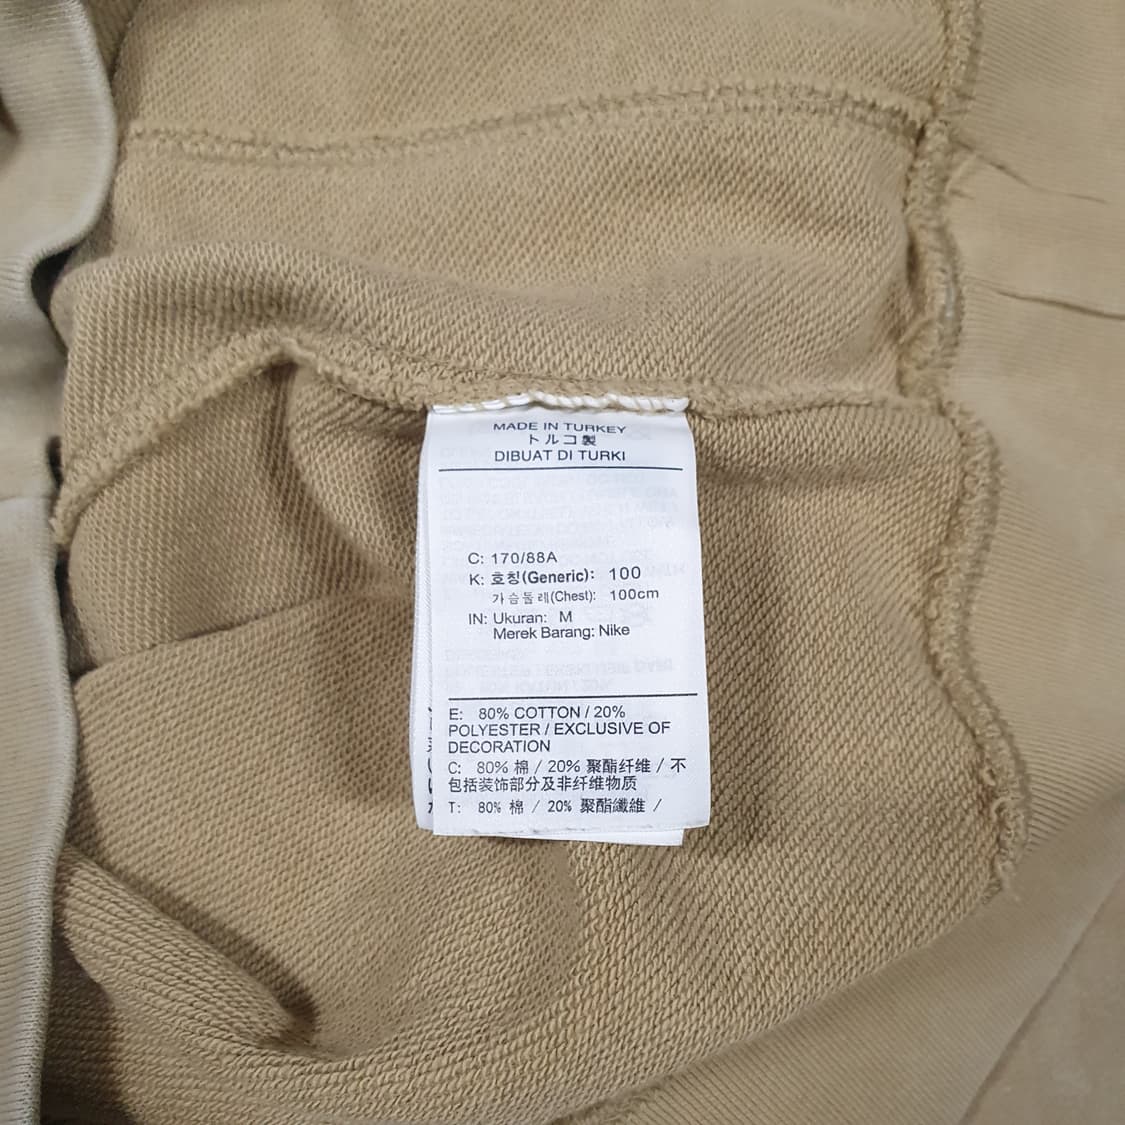 MADE IN TURKEY
トルコ製
DIBUAT DI TURKI
C: 170/88A
K: 호칭(Generic): 100
가슴둘레(Chest): 100cm
IN: Ukuran: M
Merek Barang: Nike
E: 80% COTTON / 20%
POLYESTER / EXCLUSIVE OF
DECORATION
C: 80% 棉 / 20% 聚酯纤维 / 不
包括装饰部分及非纤维物质
T: 80% 棉 / 20% 聚酯纖維 /